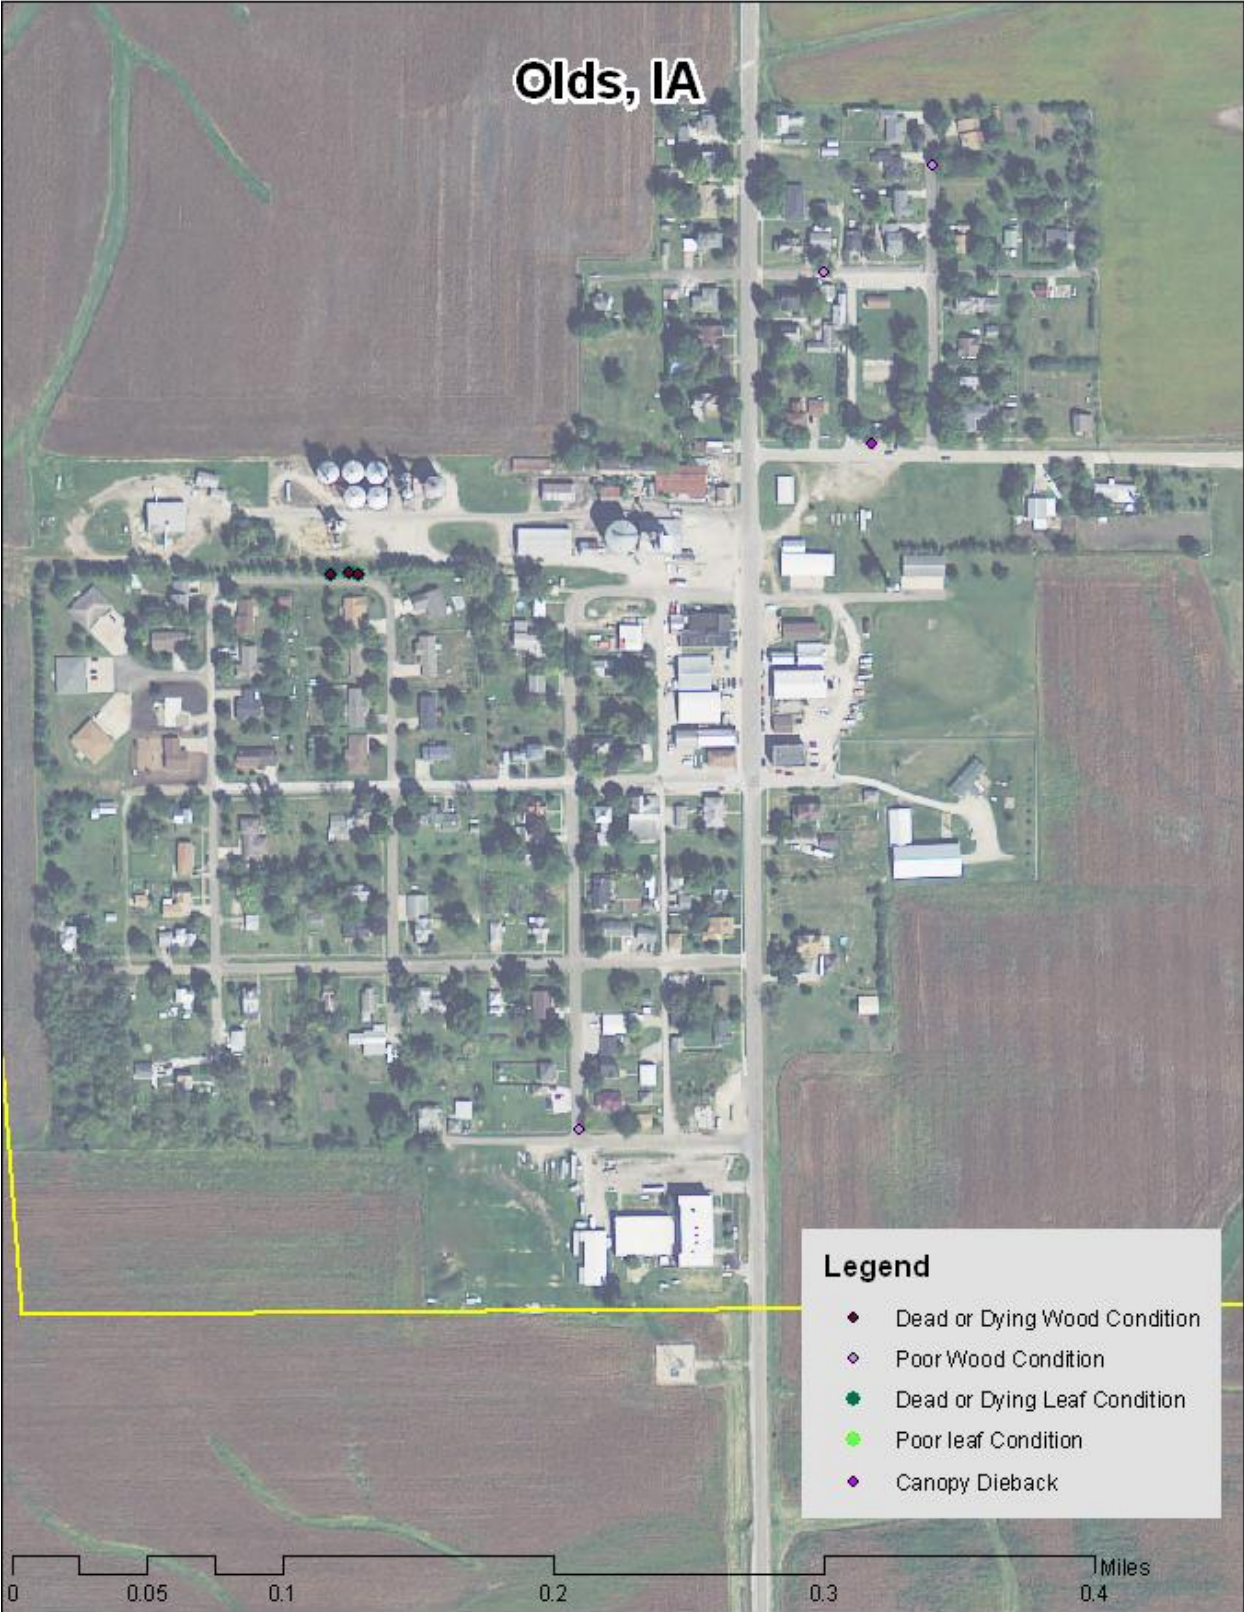 Olds, IA
Legend
Dead or Dying Wood Condition
Poor Wood Condition
Dead or Dying Leaf Condition
Poor leaf Condition
Canopy Dieback
Miles
0 0.05 0.1 0.2 0.3 0.4